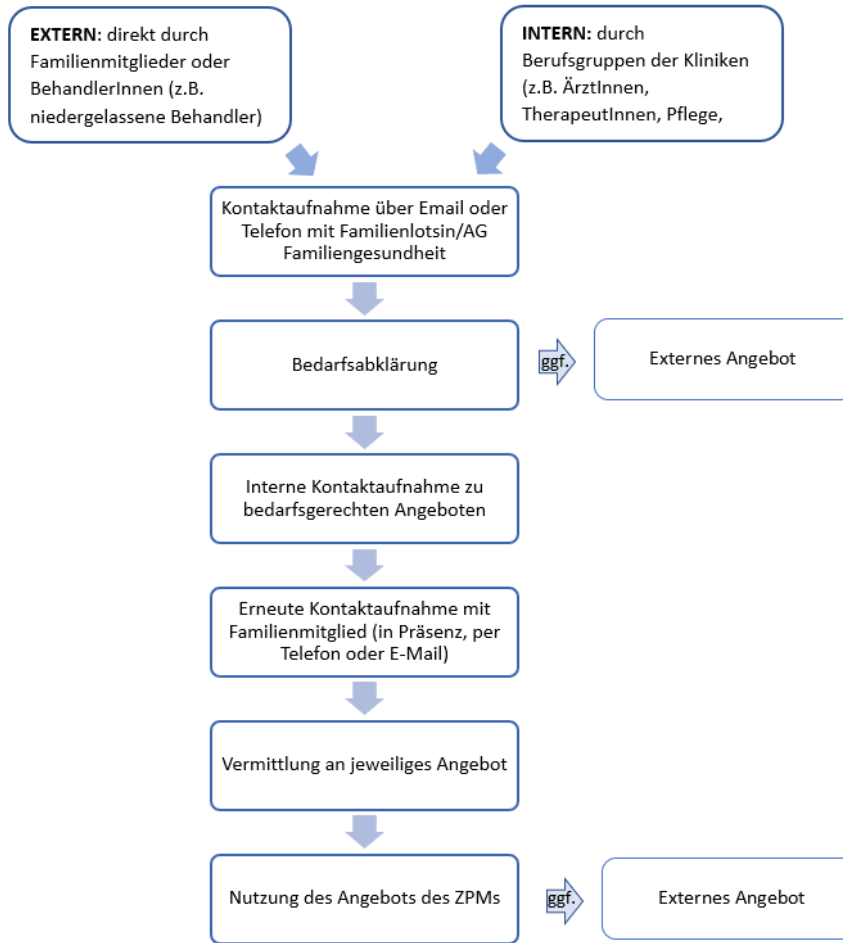 EXTERN: direkt durch
Familienmitglieder oder
BehandlerInnen (z.B.
niedergelassene Behandler)
INTERN: durch
Berufsgruppen der Kliniken
(z.B. ÄrztInnen,
TherapeutInnen, Pflege,
Kontaktaufnahme über Email oder
Telefon mit Familienlotsin/AG
Familiengesundheit
Bedarfsabklärung
ggf.
Externes Angebot
Interne Kontaktaufnahme zu
bedarfsgerechten Angeboten
Erneute Kontaktaufnahme mit
Familienmitglied (in Präsenz, per
Telefon oder E-Mail)
Vermittlung an jeweiliges Angebot
Nutzung des Angebots des ZPMs
ggf.
Externes Angebot